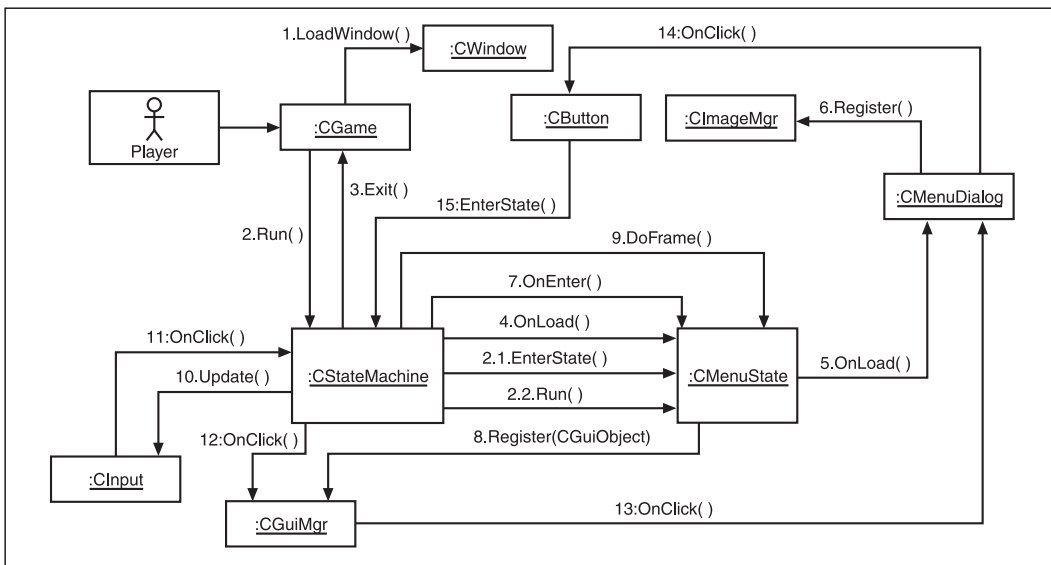 1.LoadWindow( )
:CWindow
14:OnClick( )
Player
:CGame
:CButton
:CImageMgr
6.Register( )
3.Exit( )
15:EnterState( )
:CMenuDialog
2.Run( )
9.DoFrame( )
7.OnEnter( )
11:OnClick( )
4.OnLoad( )
10.Update( )
:CStateMachine
2.1.EnterState( )
:CMenuState
5.OnLoad( )
2.2.Run( )
12:OnClick( )
8.Register(CGuiObject)
:CInput
:CGuiMgr
13:OnClick( )